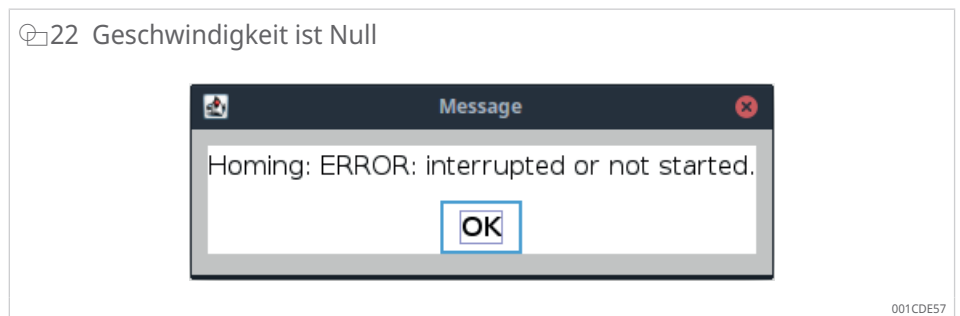 22 Geschwindigkeit ist Null
Message
Homing: ERROR: interrupted or not started.
OK
001CDE57